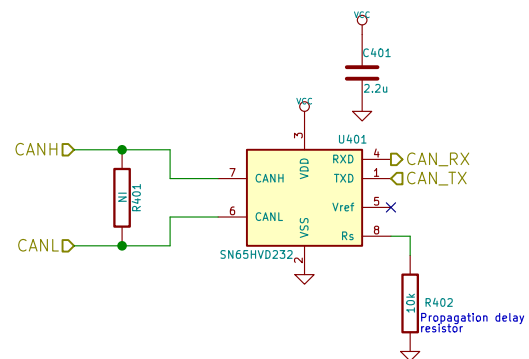 VCC
C401
2.2u
VCC
3
U401
CANH
7
CANH
VDD
RXD
4
CAN_RX
TXD
1
CAN_TX
NI
R401
Vref
5
6
CANL
VSS
Rs
8
CANL
SN65HVD232
2
10k
R402
Propagation delay
resistor